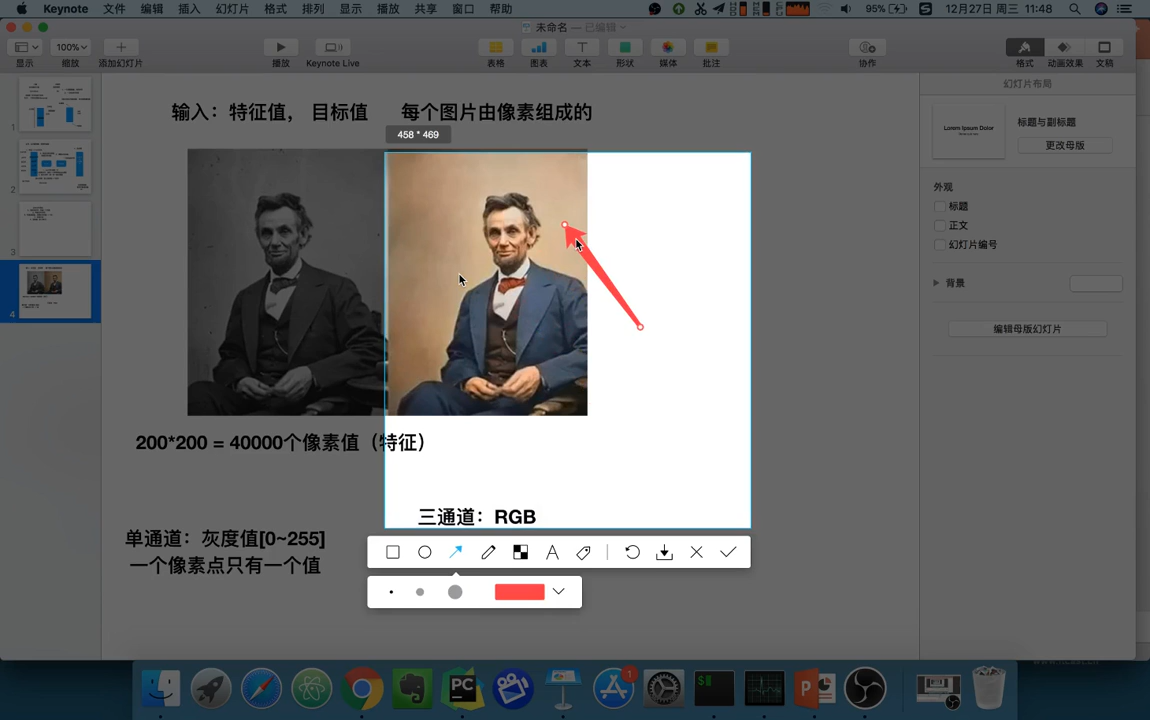 Keynote 文件 编辑 插入 幻灯片 格式 排列 显示 播放 共享 窗口 帮助
95% 12月27日 周三 11:48
未命名 — 已编辑
100%
显示 缩放 添加幻灯片 播放 Keynote Live 表格 图表 文本 形状 媒体 批注 协作 格式 动画效果 文稿
幻灯片布局
输入：特征值， 目标值 每个图片由像素组成的
458 * 469
Lorem Ipsum Dolor
标题与副标题
更改母版
外观
标题
正文
幻灯片编号
背景
编辑母版幻灯片
1
2
3
4
200*200 = 40000个像素值（特征）
三通道：RGB
单通道：灰度值[0~255]
一个像素点只有一个值
A
PC
1
$